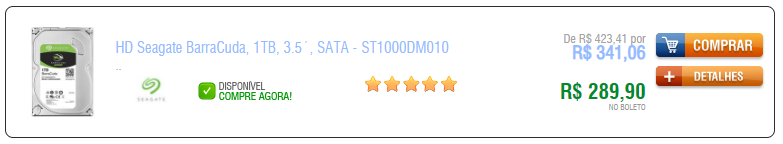 HD Seagate BarraCuda, 1TB, 3.5´, SATA - ST1000DM010
...
SEAGATE
DISPONÍVEL
COMPRE AGORA!
De R$ 423,41 por
R$ 341,06
R$ 289,90
NO BOLETO
COMPRAR
DETALHES